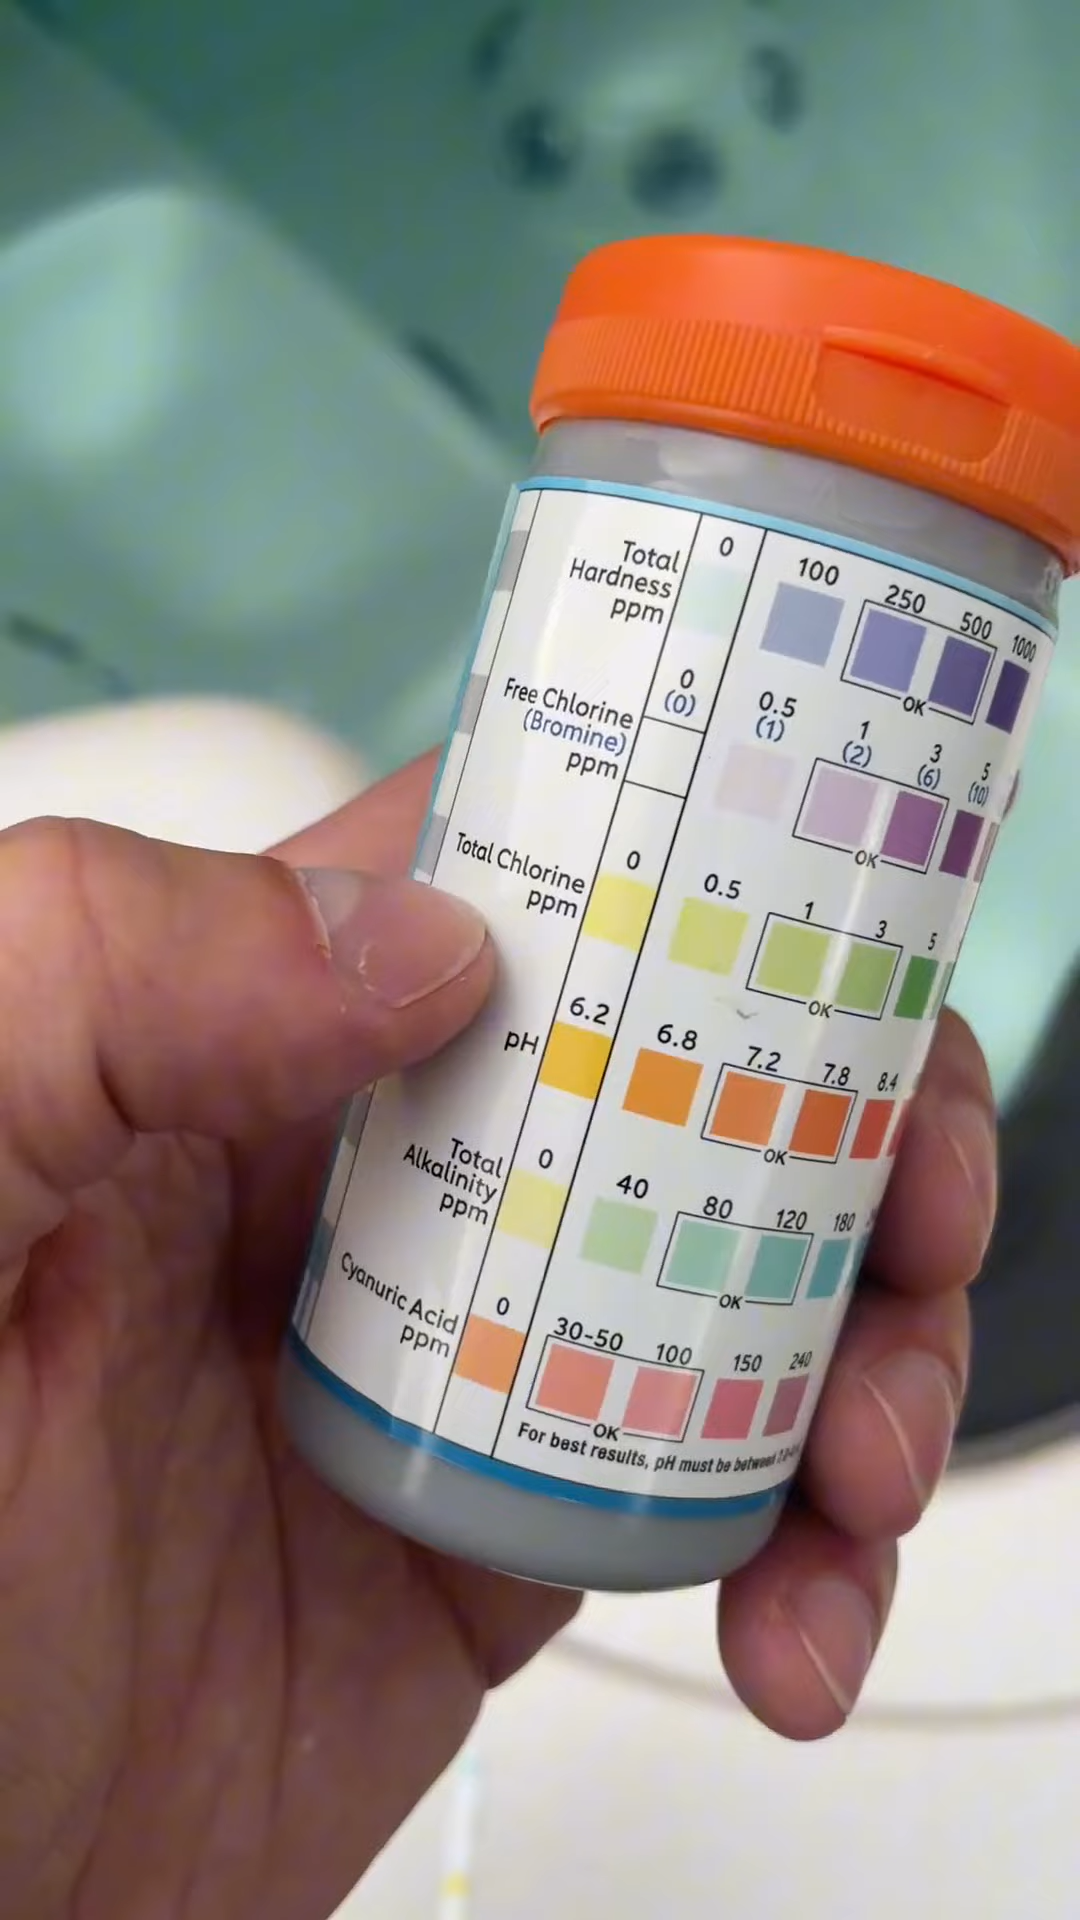 Total
Hardness
ppm
0
100
250
500
1000
OK
Free Chlorine
(Bromine)
ppm
0
(0)
0.5
(1)
1
(2)
3
(6)
5
(10)
OK
Total Chlorine
ppm
0
0.5
1
3
5
OK
pH
6.2
6.8
7.2
7.8
8.4
OK
Total
Alkalinity
ppm
0
40
80
120
180
OK
Cyanuric Acid
ppm
0
30-50
100
150
240
OK
For best results, pH must be between